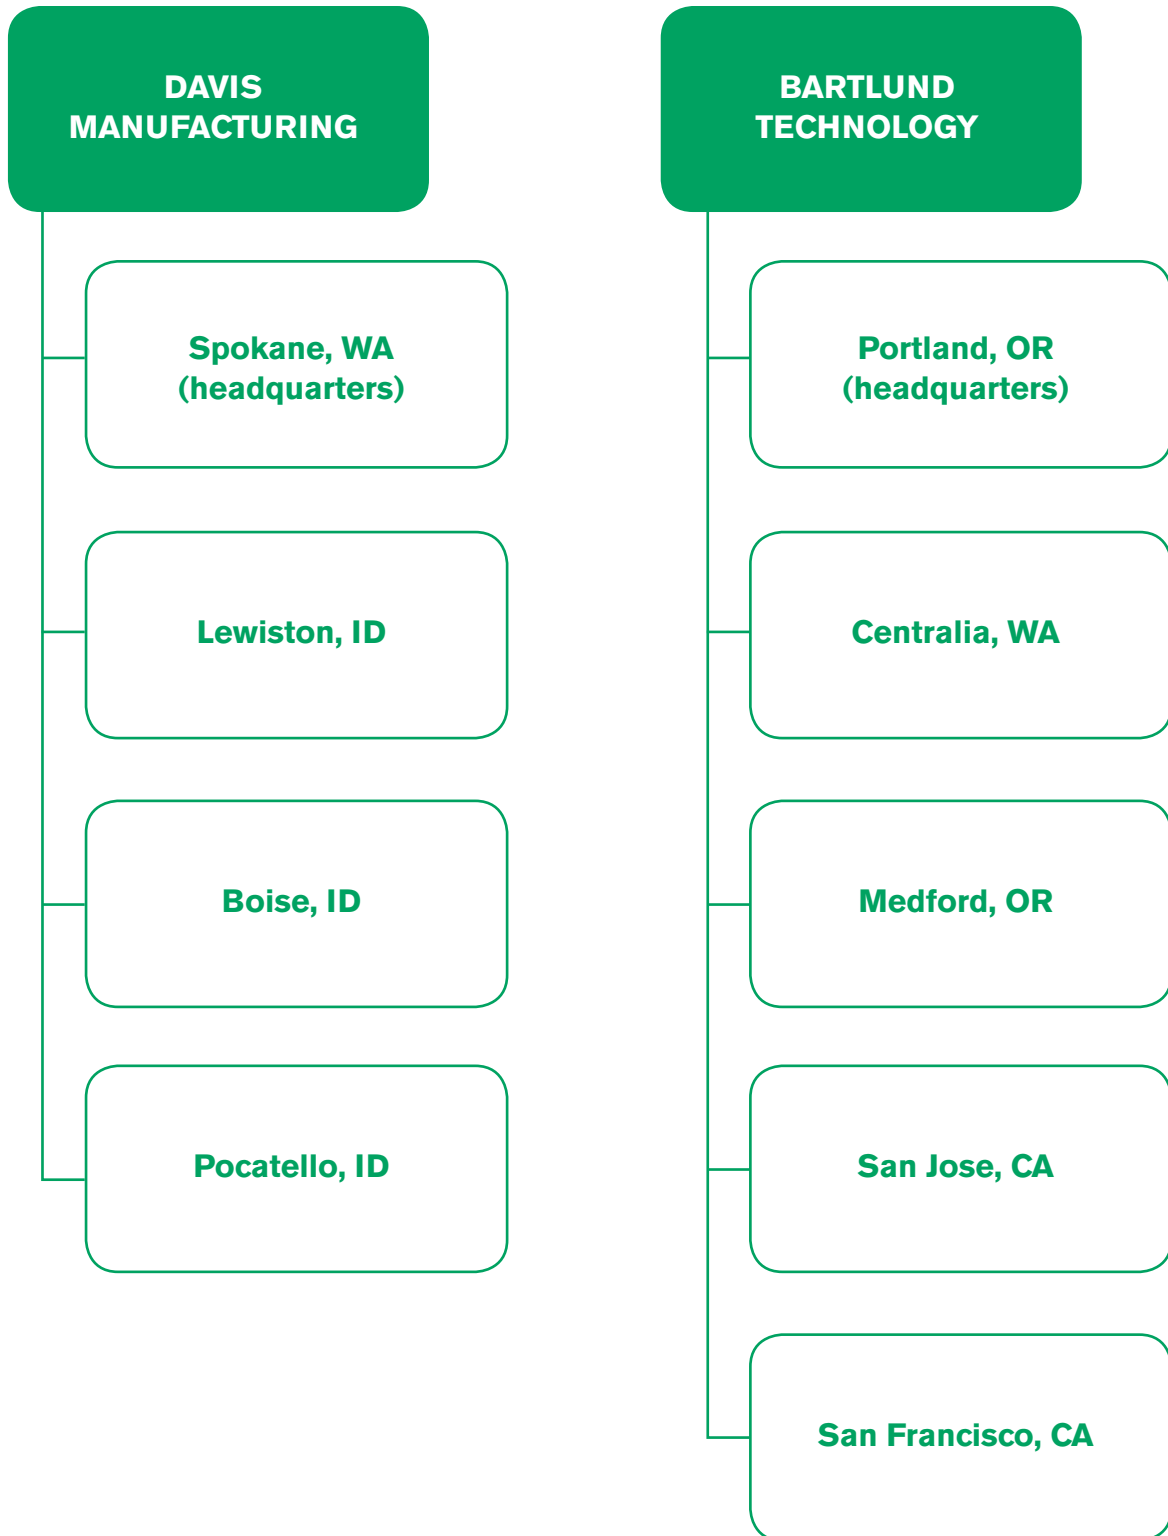 DAVIS
MANUFACTURING
Spokane, WA
(headquarters)
Lewiston, ID
Boise, ID
Pocatello, ID
BARTLUND
TECHNOLOGY
Portland, OR
(headquarters)
Centralia, WA
Medford, OR
San Jose, CA
San Francisco, CA